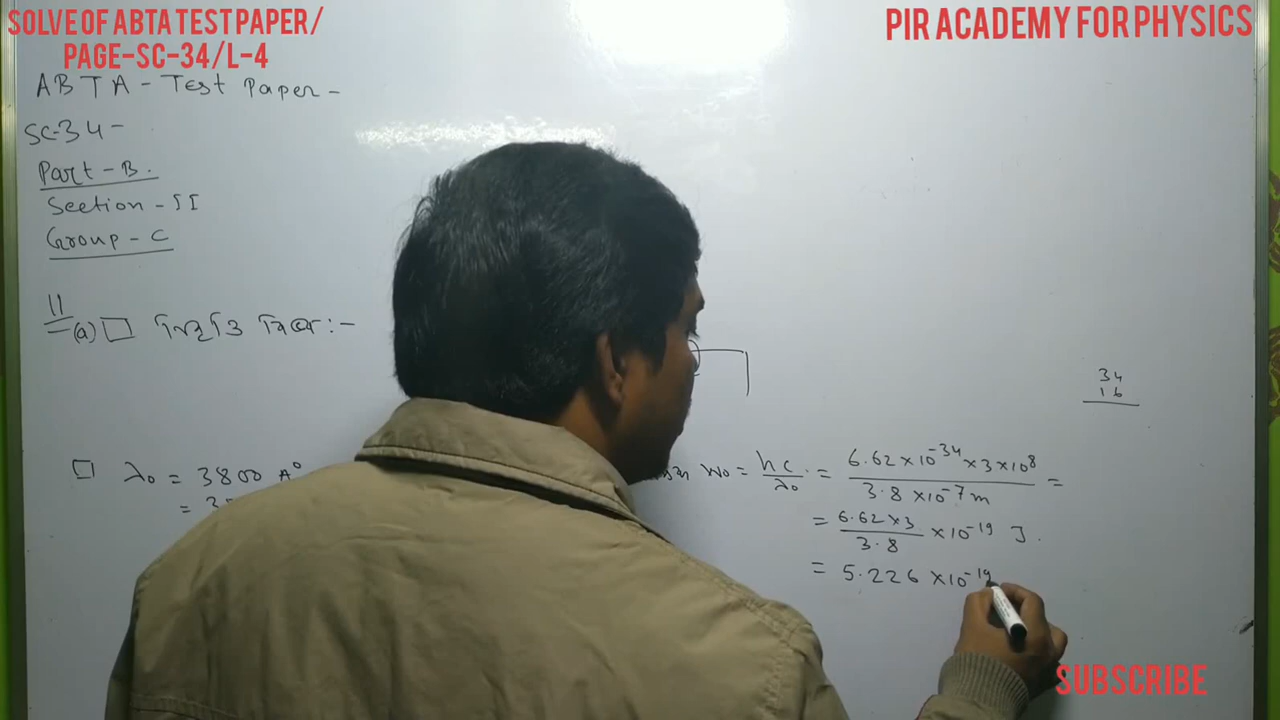 SOLVE OF ABTA TEST PAPER/
PAGE-SC-34/L-4
PIR ACADEMY FOR PHYSICS
ABTA - Test Paper -
SC-34 -
Part - B.
Section - II
Group - C
11
(a) □
34
16
□ λ₀ = 3800 A°
W₀ = hc/λ₀ = 6.62×10⁻³⁴×3×10⁸ / 3.8×10⁻⁷m =
= 6.62×3/3.8 ×10⁻¹⁹ J.
= 5.226 ×10⁻¹⁹
SUBSCRIBE